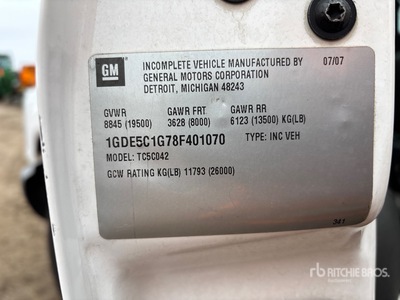 GM
INCOMPLETE VEHICLE MANUFACTURED BY 07/07
GENERAL MOTORS CORPORATION
DETROIT, MICHIGAN 48243
GVWR GAWR FRT GAWR RR
8845 (19500) 3628 (8000) 6123 (13500) KG(LB)
1GDE5C1G78F401070 TYPE: INC VEH
MODEL: TC5C042
GCW RATING KG(LB) 11793 (26000)
341
rb RITCHIE BROS.